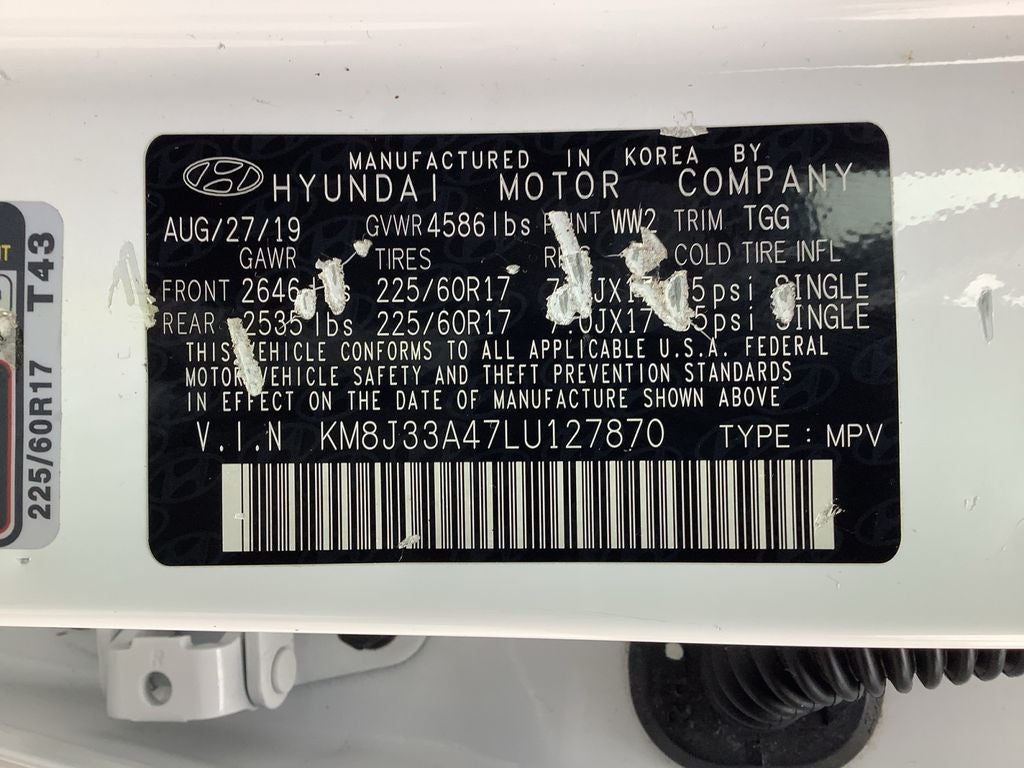 MANUFACTURED IN KOREA BY
HYUNDAI MOTOR COMPANY
AUG/27/19 GVWR 4586 lbs WW2 TRIM TGG
GAWR TIRES COLD TIRE INFL
FRONT 2646 225/60R17 SINGLE
REAR 2535 lbs 225/60R17 SINGLE
THIS VEHICLE CONFORMS TO ALL APPLICABLE U.S.A. FEDERAL
MOTOR VEHICLE SAFETY AND THEFT PREVENTION STANDARDS
IN EFFECT ON THE DATE OF MANUFACTURE SHOWN ABOVE
V.I.N KM8J33A47LU127870 TYPE : MPV
225/60R17 T43
R